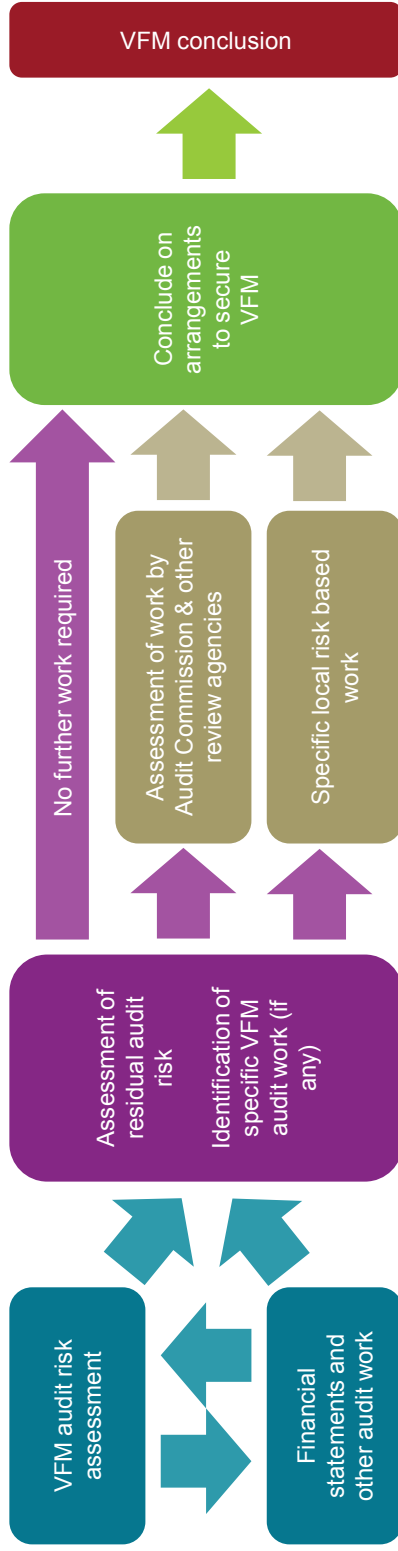 VFM audit risk
assessment
Financial
statements and
other audit work
Assessment of
residual audit
risk
Identification of
specific VFM
audit work (if
any)
No further work required
Assessment of work by
Audit Commission & other
review agencies
Specific local risk based
work
Conclude on
arrangements
to secure
VFM
VFM conclusion